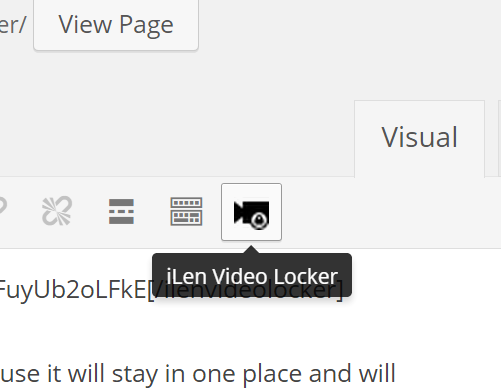 er/ View Page
Visual
iLen Video Locker
FuyUb2oLFkE[/ilenvideolocker]
use it will stay in one place and will